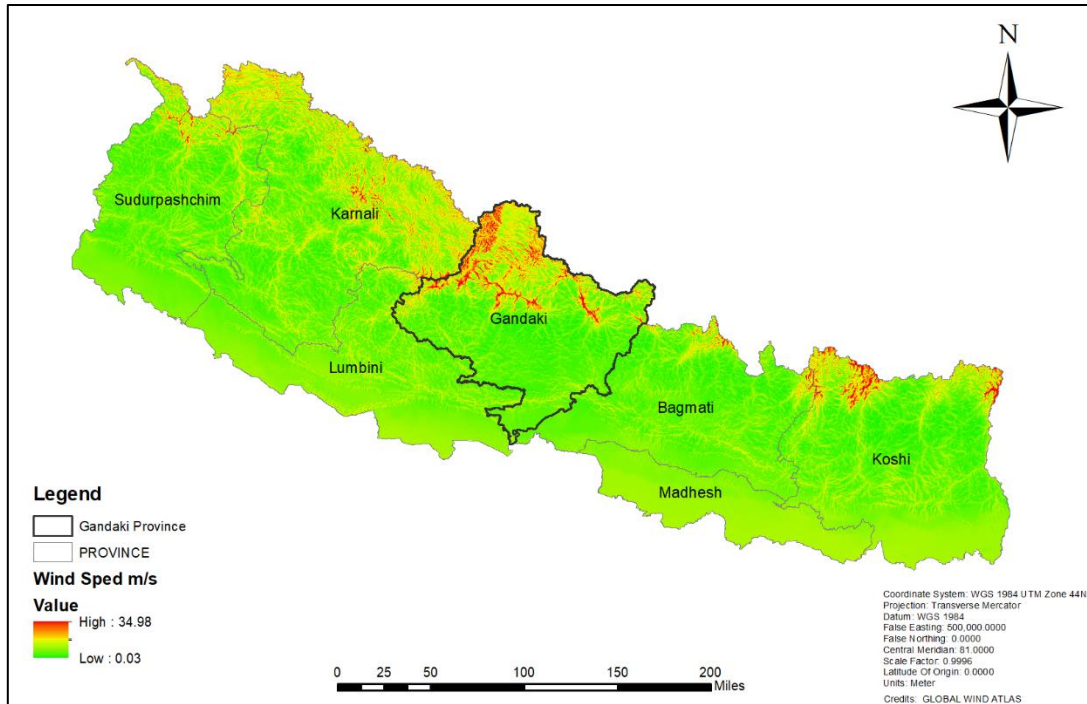 N
Sudurpashchim
Karnali
Gandaki
Lumbini
Bagmati
Koshi
Madhesh
Legend
Gandaki Province
PROVINCE
Wind Sped m/s
Value
High : 34.98
Low : 0.03
0 25 50 100 150 200
Miles
Coordinate System: WGS 1984 UTM Zone 44N
Projection: Transverse Mercator
Datum: WGS 1984
False Easting: 500,000.0000
False Northing: 0.0000
Central Meridian: 81.0000
Scale Factor: 0.9996
Latitude Of Origin: 0.0000
Units: Meter
Credits: GLOBAL WIND ATLAS